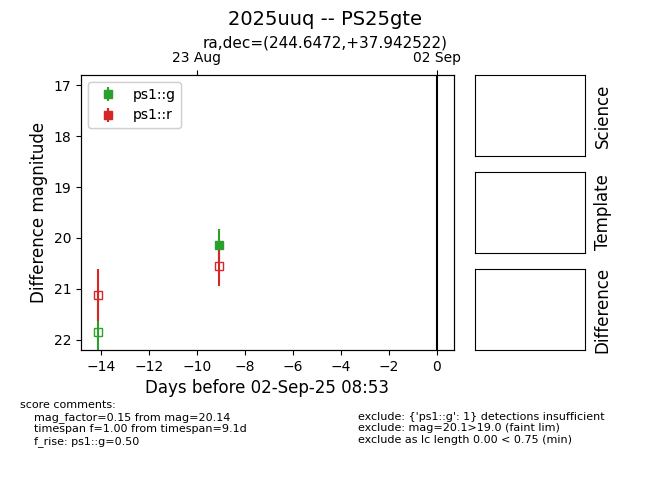 2025uuq -- PS25gte
ra,dec=(244.6472,+37.942522)
23 Aug
02 Sep
ps1::g
ps1::r
17
18
19
20
21
22
Difference magnitude
−14
−12
−10
−8
−6
−4
−2
0
Days before 02-Sep-25 08:53
Science
Template
Difference
score comments:
mag_factor=0.15 from mag=20.14
timespan f=1.00 from timespan=9.1d
f_rise: ps1::g=0.50
exclude: {'ps1::g': 1} detections insufficient
exclude: mag=20.1>19.0 (faint lim)
exclude as lc length 0.00 < 0.75 (min)